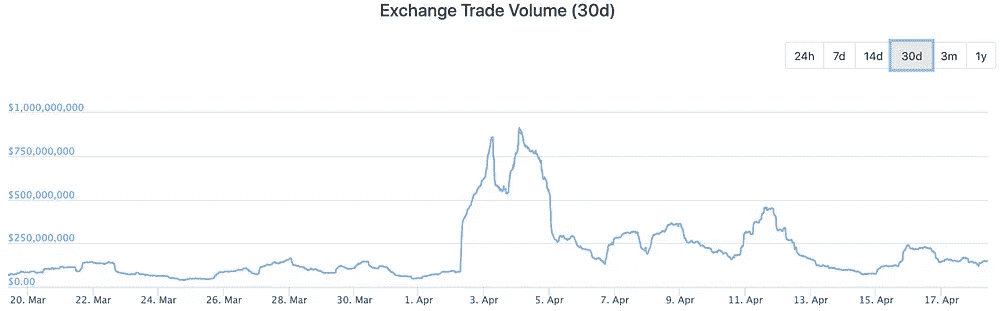 Exchange Trade Volume (30d)
24h 7d 14d 30d 3m 1y
$1,000,000,000
$750,000,000
$500,000,000
$250,000,000
$0.00
20. Mar 22. Mar 24. Mar 26. Mar 28. Mar 30. Mar 1. Apr 3. Apr 5. Apr 7. Apr 9. Apr 11. Apr 13. Apr 15. Apr 17. Apr